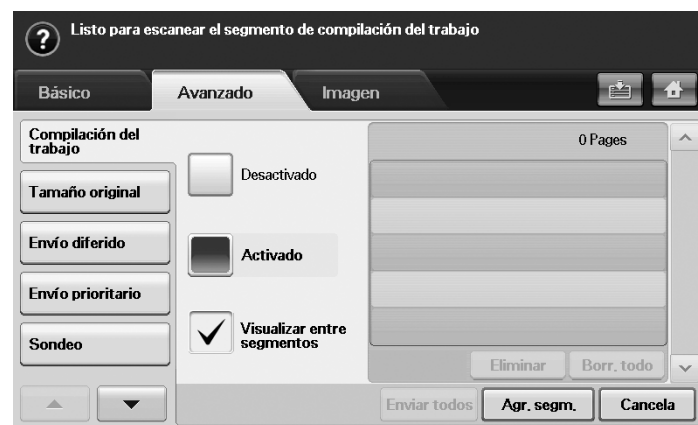 Listo para escanear el segmento de compilación del trabajo
Básico
Avanzado
Imagen
Compilación del
trabajo
Tamaño original
Envío diferido
Envío prioritario
Sondeo
Desactivado
Activado
Visualizar entre
segmentos
0 Pages
Eliminar
Borr. todo
Enviar todos
Agr. segm.
Cancela